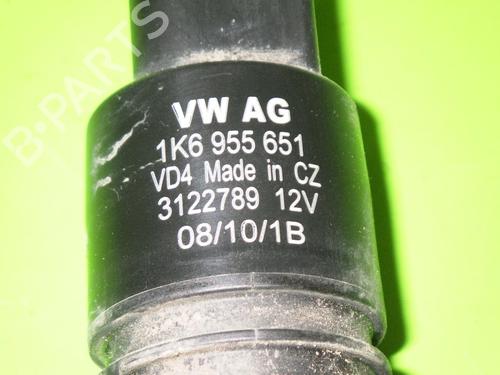 VW AG
1K6 955 651
VD4 Made in CZ
3122789 12V
08/10/1B
B-PARTS